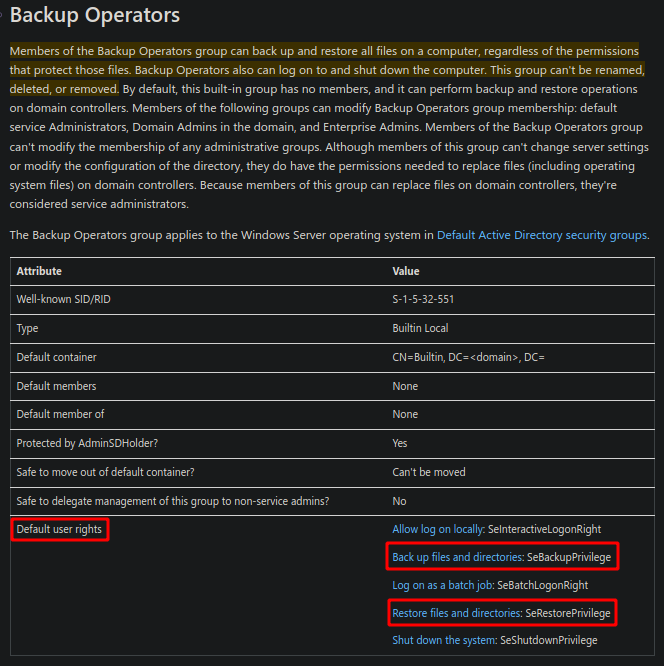 Backup Operators
Members of the Backup Operators group can back up and restore all files on a computer, regardless of the permissions
that protect those files. Backup Operators also can log on to and shut down the computer. This group can't be renamed,
deleted, or removed. By default, this built-in group has no members, and it can perform backup and restore operations
on domain controllers. Members of the following groups can modify Backup Operators group membership: default
service Administrators, Domain Admins in the domain, and Enterprise Admins. Members of the Backup Operators group
can't modify the membership of any administrative groups. Although members of this group can't change server settings
or modify the configuration of the directory, they do have the permissions needed to replace files (including operating
system files) on domain controllers. Because members of this group can replace files on domain controllers, they're
considered service administrators.
The Backup Operators group applies to the Windows Server operating system in Default Active Directory security groups.
Attribute Value
Well-known SID/RID S-1-5-32-551
Type Builtin Local
Default container CN=Builtin, DC=<domain>, DC=
Default members None
Default member of None
Protected by AdminSDHolder? Yes
Safe to move out of default container? Can't be moved
Safe to delegate management of this group to non-service admins? No
Default user rights Allow log on locally: SeInteractiveLogonRight
Back up files and directories: SeBackupPrivilege
Log on as a batch job: SeBatchLogonRight
Restore files and directories: SeRestorePrivilege
Shut down the system: SeShutdownPrivilege